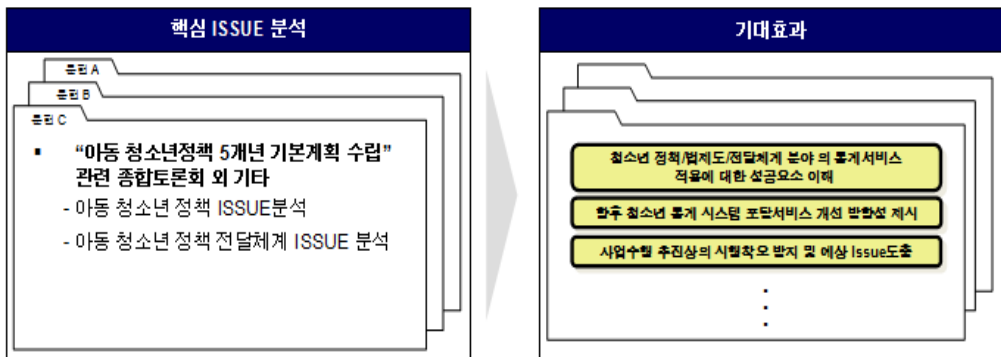 핵심 ISSUE 분석
문헌 A
문헌 B
문헌 C
▪ “아동 청소년정책 5개년 기본계획 수립”
관련 종합토론회 외 기타
- 아동 청소년 정책 ISSUE분석
- 아동 청소년 정책 전달체계 ISSUE 분석
기대효과
청소년 정책/법제도/전달체계 분야 의 통계서비스
적용에 대한 성공요소 이해
향후 청소년 통계 시스템 포탈서비스 개선 방향성 제시
사업수행 추진상의 시행착오 방지 및 예상 Issue도출